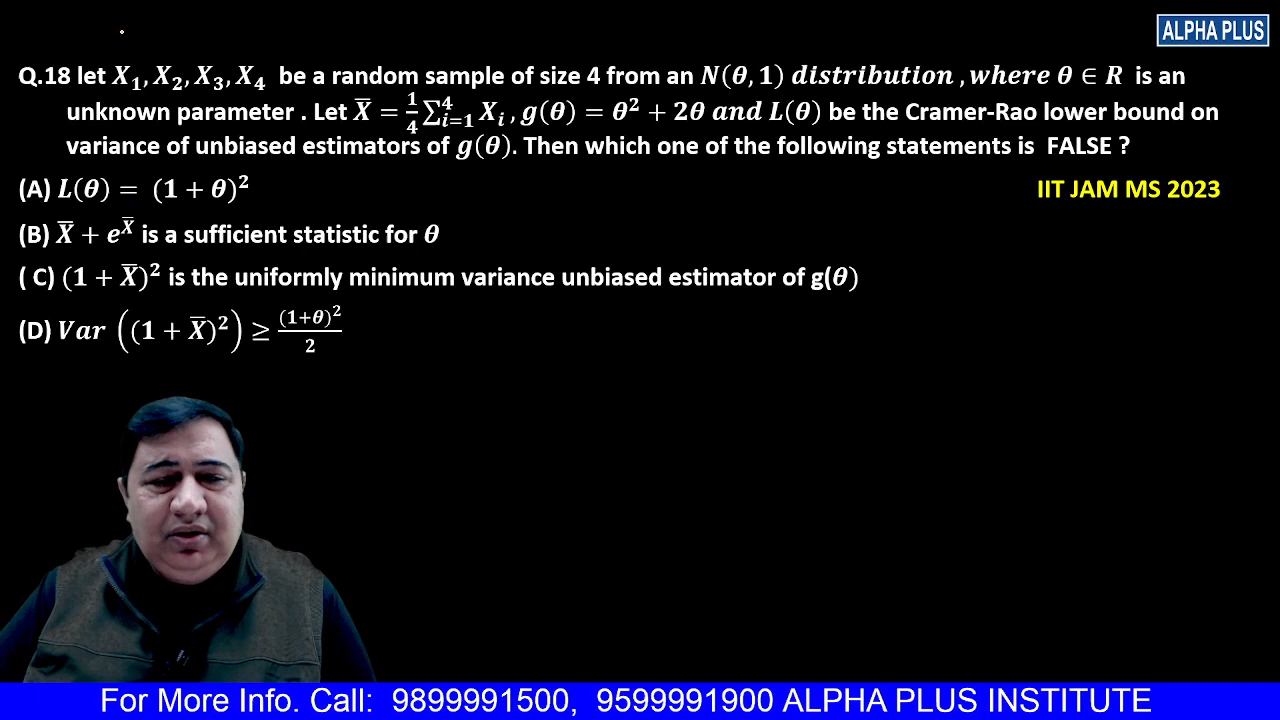 ALPHA PLUS
Q.18 let X₁, X₂, X₃, X₄ be a random sample of size 4 from an N(θ, 1) distribution , where θ ∈ R is an
unknown parameter . Let X̅ = 1/4 ∑⁴ᵢ₌₁ Xᵢ , g(θ) = θ² + 2θ and L(θ) be the Cramer-Rao lower bound on
variance of unbiased estimators of g(θ). Then which one of the following statements is FALSE ?
(A) L(θ) = (1 + θ)²
IIT JAM MS 2023
(B) X̅ + e^X̅ is a sufficient statistic for θ
( C) (1 + X̅)² is the uniformly minimum variance unbiased estimator of g(θ)
(D) Var ((1 + X̅)²) ≥ (1+θ)²/2
For More Info. Call: 9899991500, 9599991900 ALPHA PLUS INSTITUTE